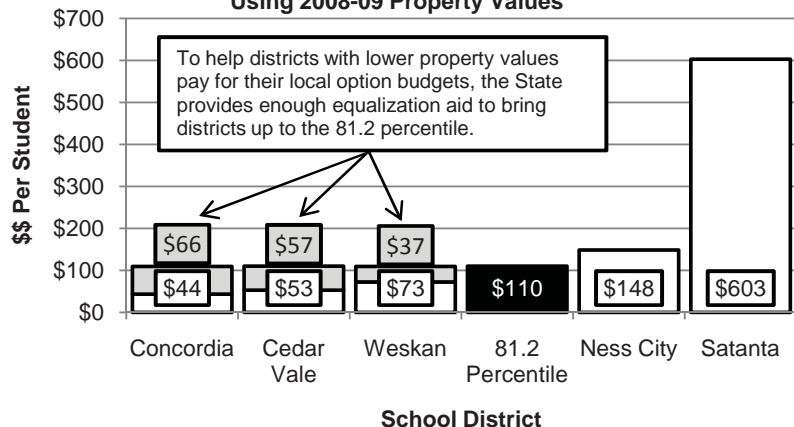 Using 2008-09 Property Values
$700
$600
$500
$400
$300
$200
$100
$0
$$ Per Student
To help districts with lower property values
pay for their local option budgets, the State
provides enough equalization aid to bring
districts up to the 81.2 percentile.
$66
$57
$37
$44
$53
$73
$110
$148
$603
Concordia
Cedar
Vale
Weskan
81.2
Percentile
Ness City
Satanta
School District